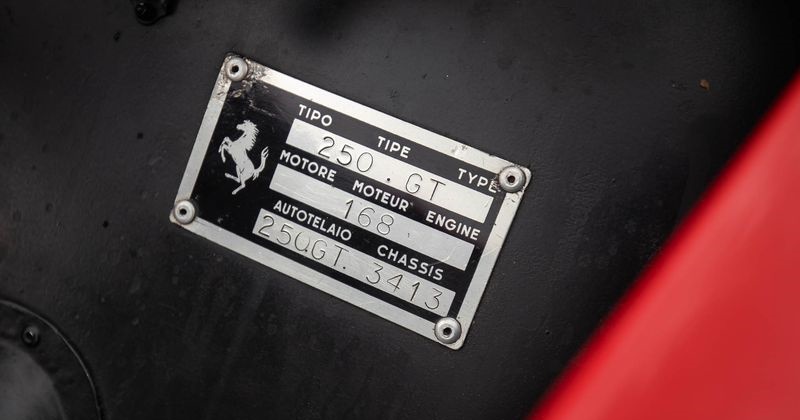 TIPO TIPE TYPE
250.GT
MOTORE MOTEUR ENGINE
168
AUTOTELAIO CHASSIS
250GT. 3413